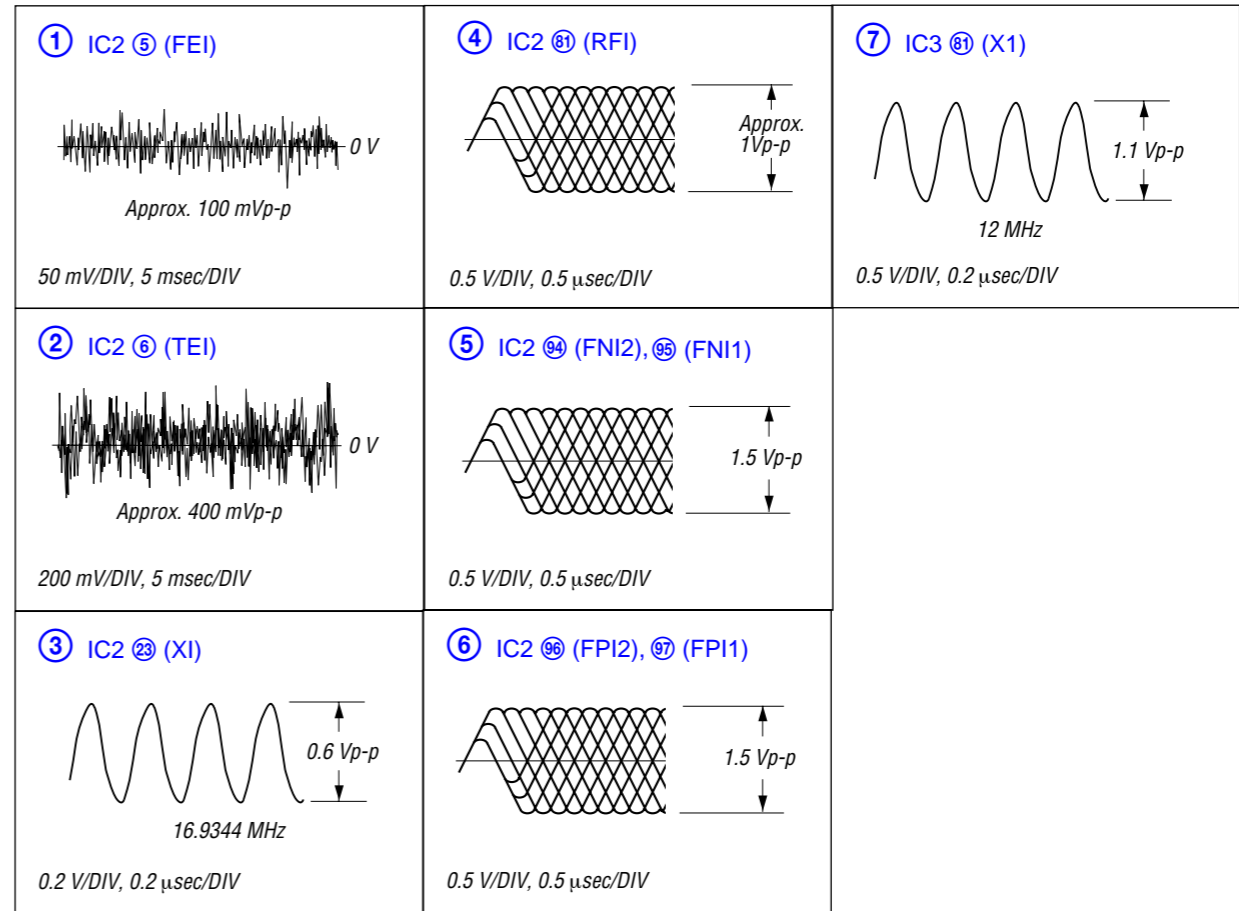 ① IC2 ⑤ (FEI)
0 V
Approx. 100 mVp-p
50 mV/DIV, 5 msec/DIV
② IC2 ⑥ (TEI)
0 V
Approx. 400 mVp-p
200 mV/DIV, 5 msec/DIV
③ IC2 ㉓ (XI)
0.6 Vp-p
16.9344 MHz
0.2 V/DIV, 0.2 µsec/DIV
④ IC2 81 (RFI)
Approx.
1Vp-p
0.5 V/DIV, 0.5 µsec/DIV
⑤ IC2 94 (FNI2), 95 (FNI1)
1.5 Vp-p
0.5 V/DIV, 0.5 µsec/DIV
⑥ IC2 96 (FPI2), 97 (FPI1)
1.5 Vp-p
0.5 V/DIV, 0.5 µsec/DIV
⑦ IC3 81 (X1)
1.1 Vp-p
12 MHz
0.5 V/DIV, 0.2 µsec/DIV